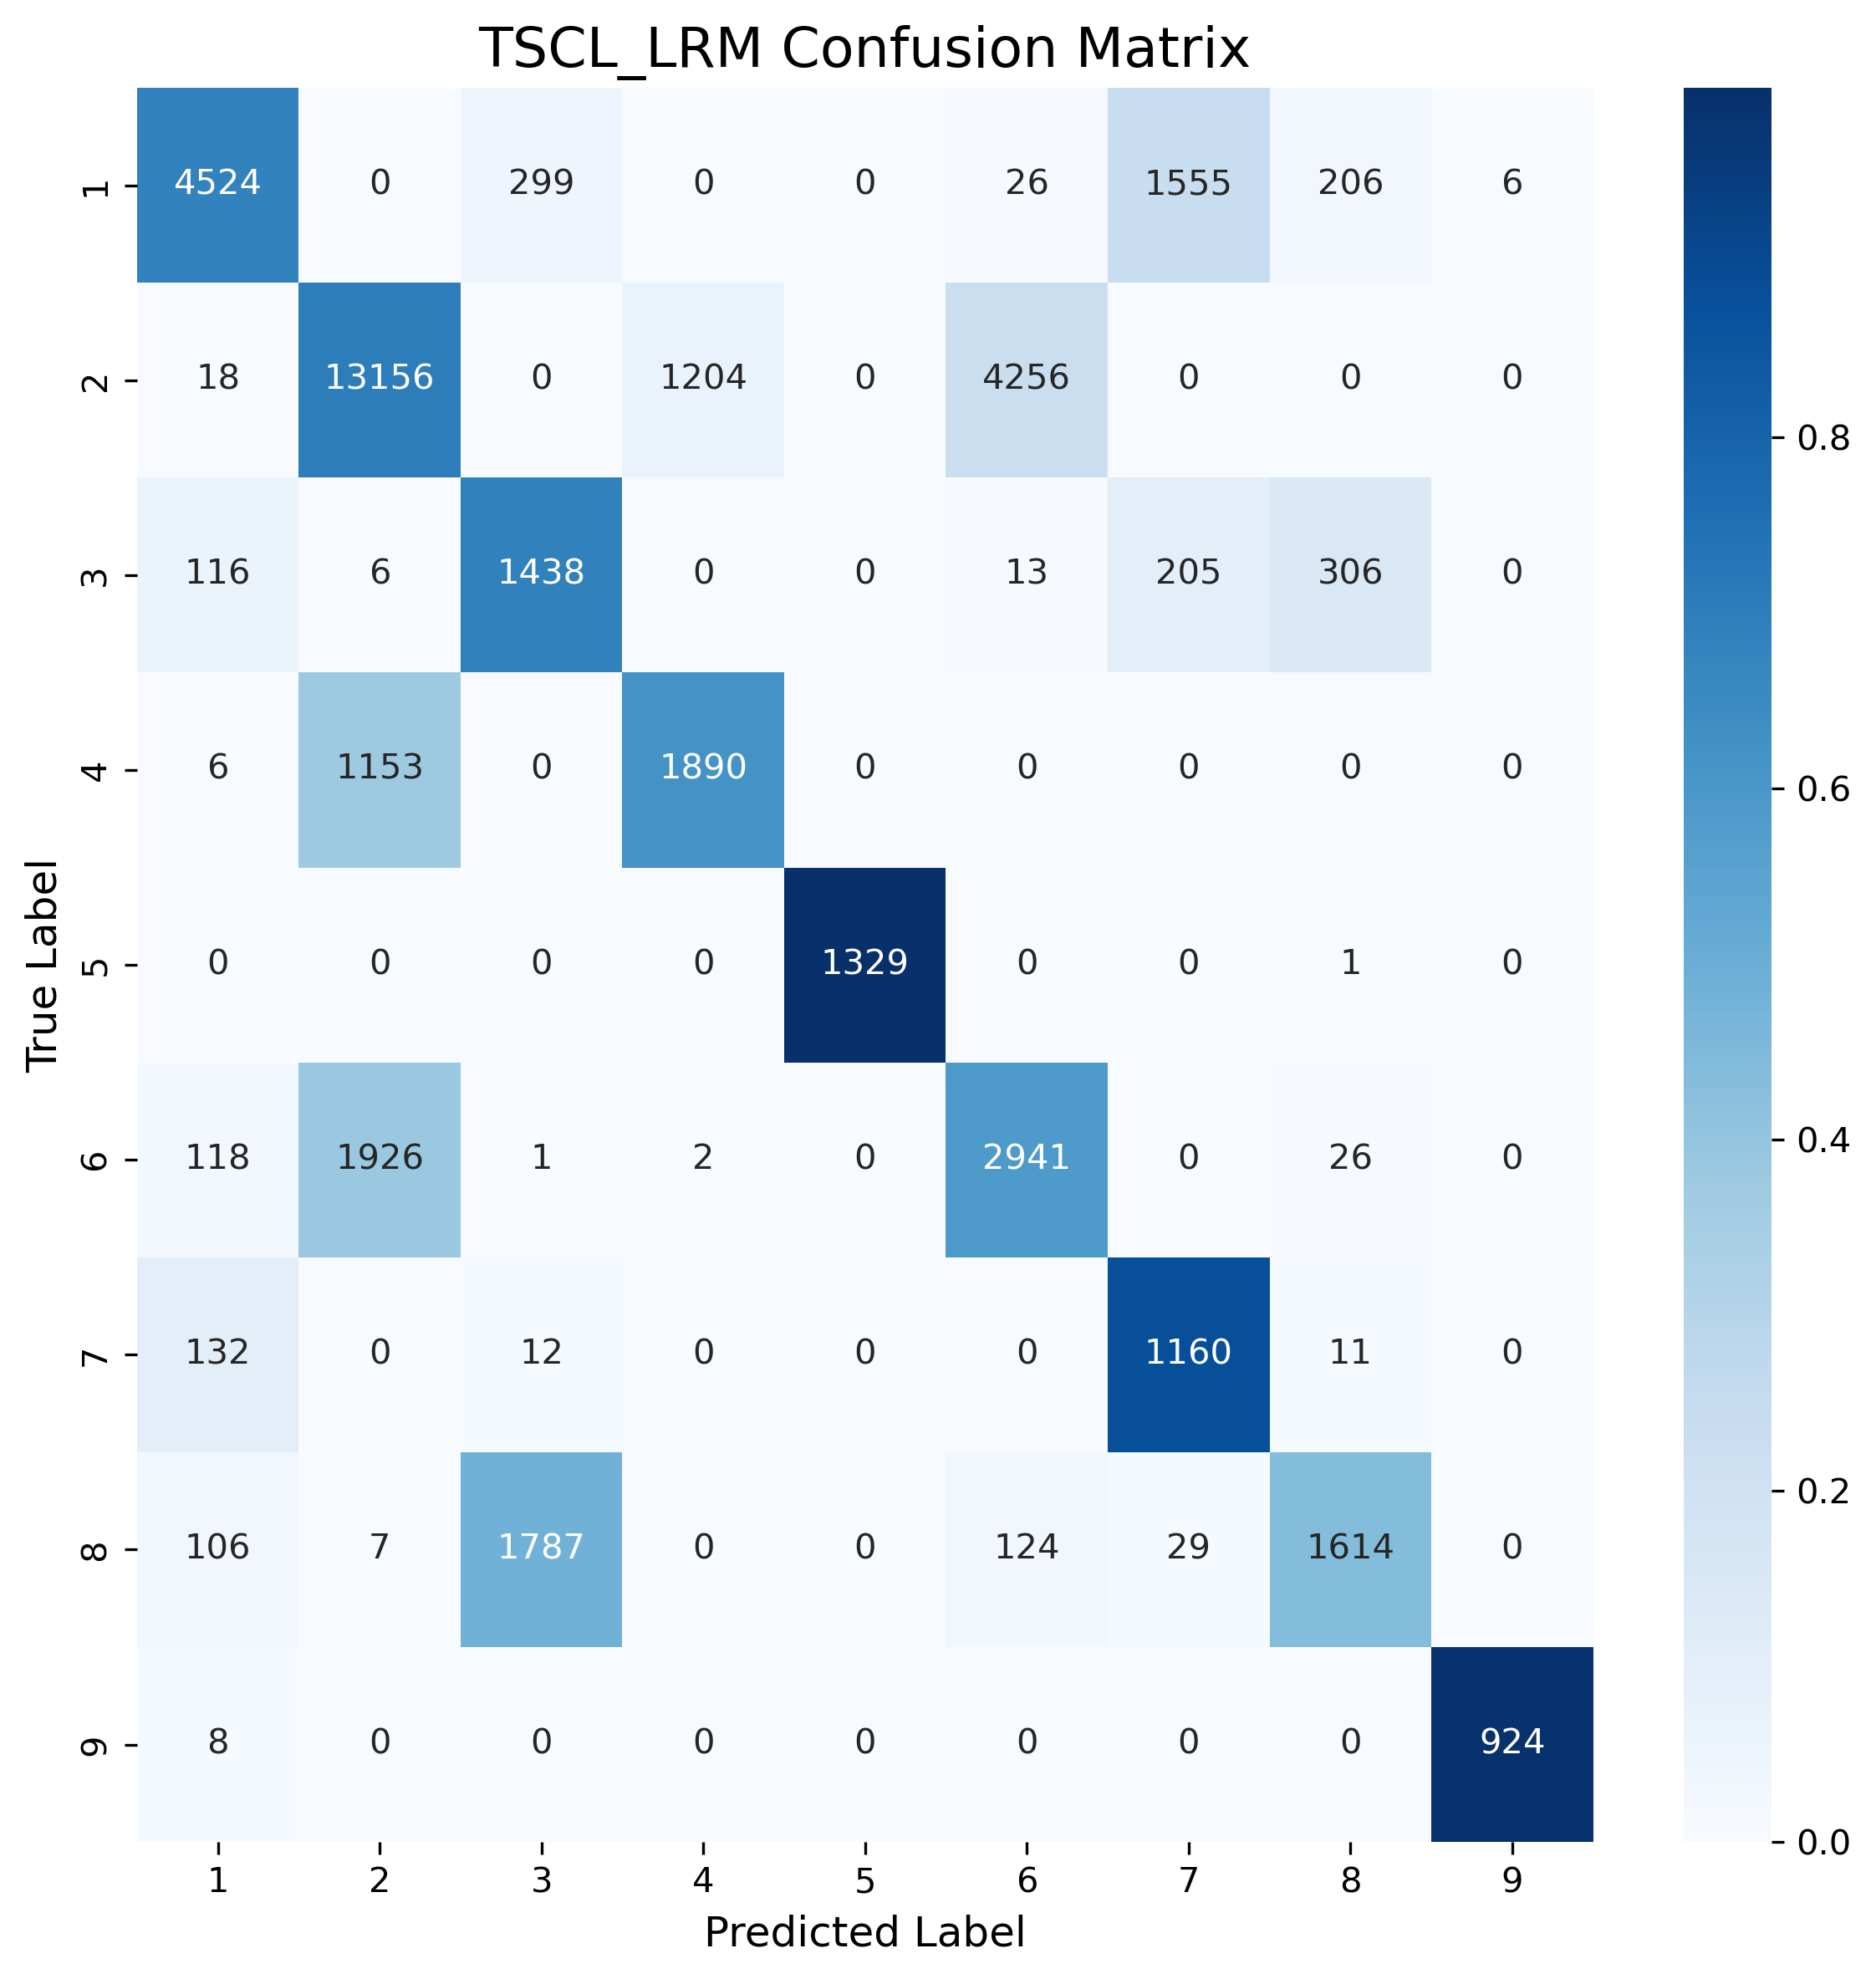 TSCL_LRM Confusion Matrix
1 4524 0 299 0 0 26 1555 206 6
2 18 13156 0 1204 0 4256 0 0 0
3 116 6 1438 0 0 13 205 306 0
4 6 1153 0 1890 0 0 0 0 0
5 0 0 0 0 1329 0 0 1 0
6 118 1926 1 2 0 2941 0 26 0
7 132 0 12 0 0 0 1160 11 0
8 106 7 1787 0 0 124 29 1614 0
9 8 0 0 0 0 0 0 0 924
1 2 3 4 5 6 7 8 9
Predicted Label
True Label
0.8
0.6
0.4
0.2
0.0